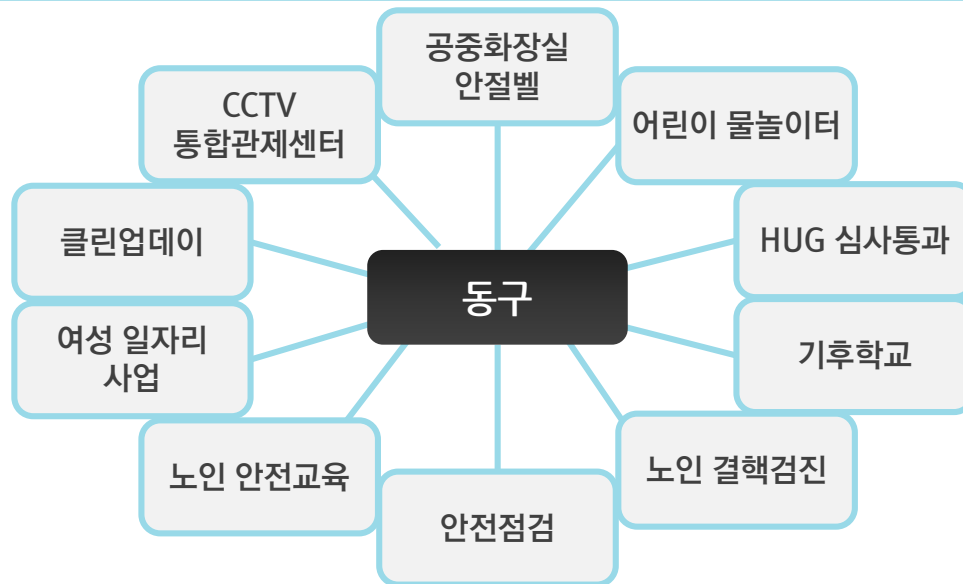 공중화장실
안절벨
CCTV
통합관제센터
어린이 물놀이터
클린업데이
HUG 심사통과
동구
여성 일자리
사업
기후학교
노인 안전교육
노인 결핵검진
안전점검